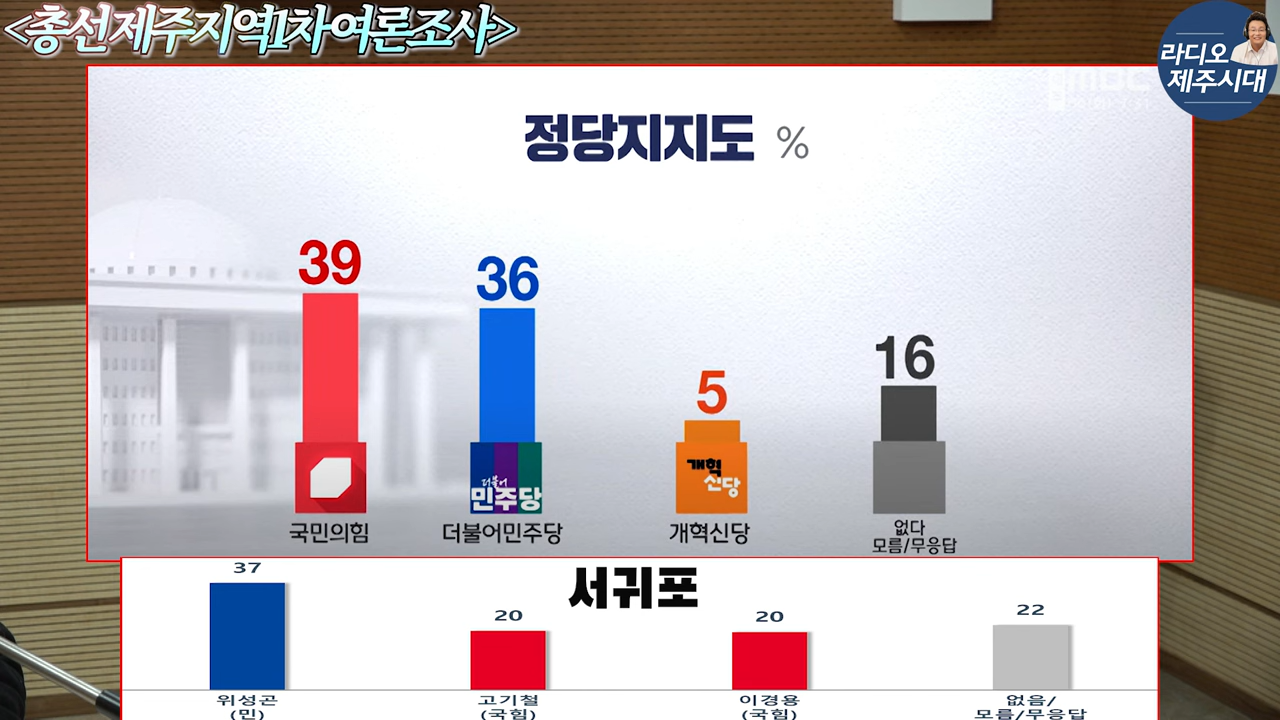 <총선제주지역1차여론조사>
라디오
제주시대
정당지지도 %
39
36
5
16
더불어
민주당
개혁
신당
국민의힘
더불어민주당
개혁신당
없다
모름/무응답
서귀포
37
20
20
22
위성곤
(민)
고기철
(국힘)
이경용
(국힘)
없음/
모름/무응답